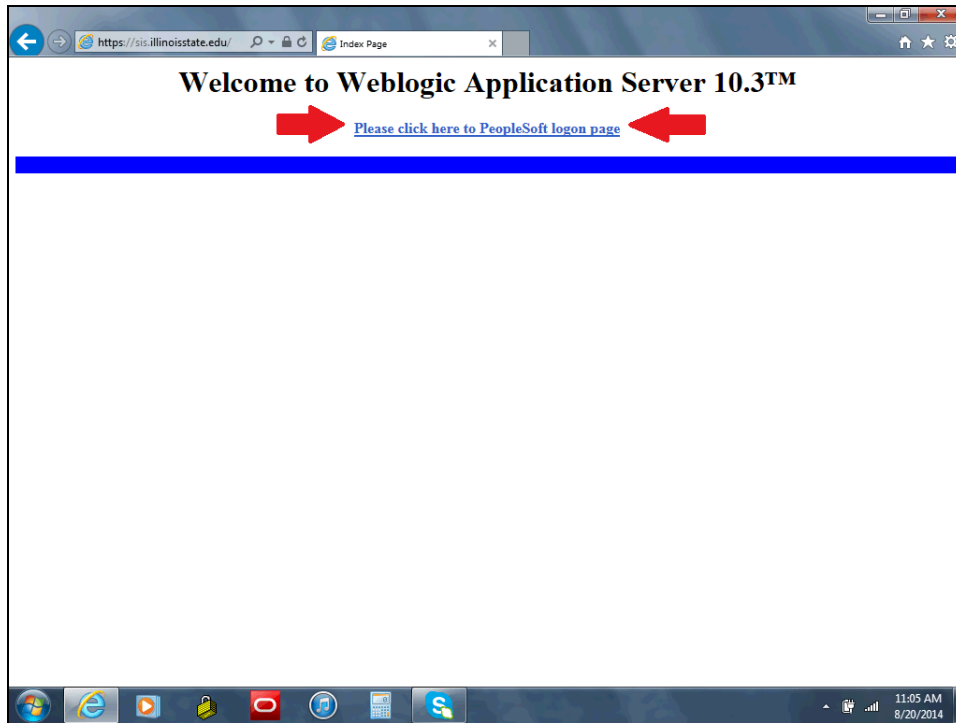 https://sis.illinoisstate.edu/
Index Page
Welcome to Weblogic Application Server 10.3™
Please click here to PeopleSoft logon page
11:05 AM
8/20/2014